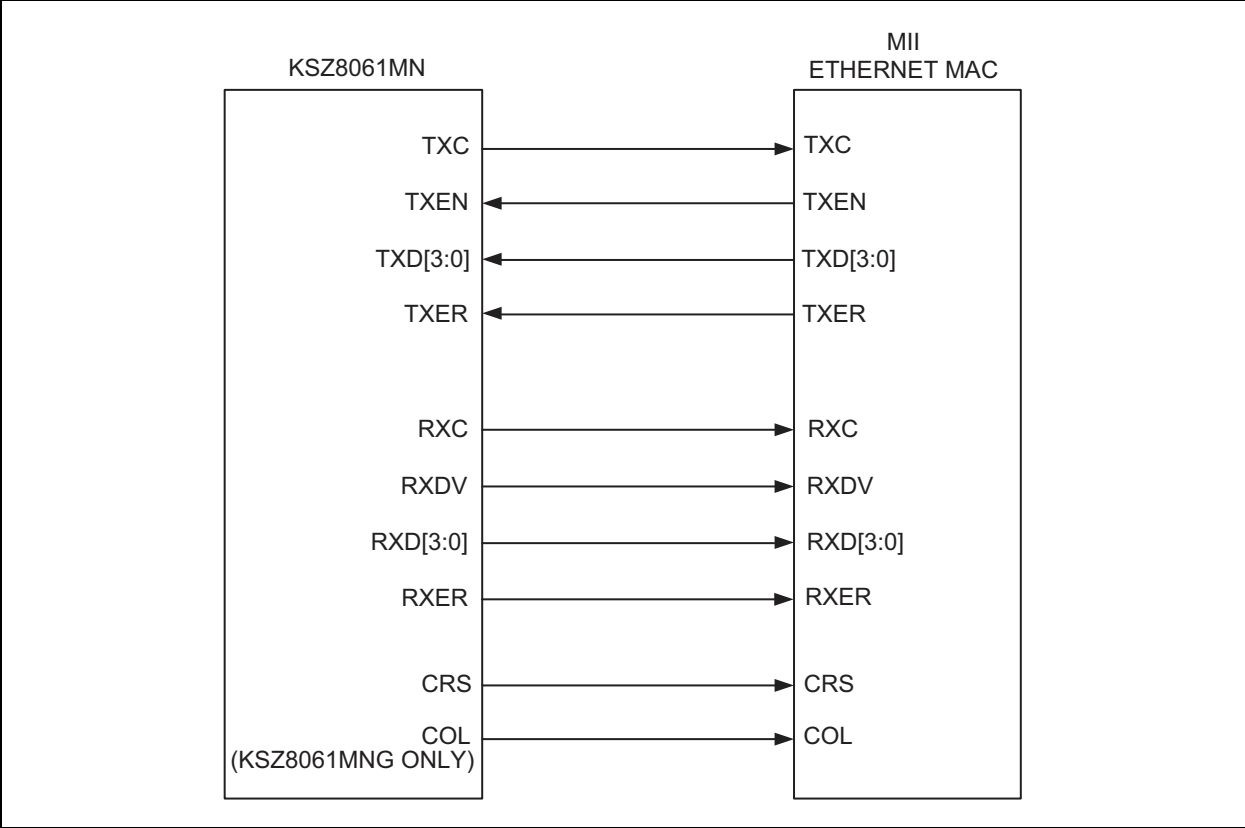 KSZ8061MN
MII
ETHERNET MAC
TXC
TXC
TXEN
TXEN
TXD[3:0]
TXD[3:0]
TXER
TXER
RXC
RXC
RXDV
RXDV
RXD[3:0]
RXD[3:0]
RXER
RXER
CRS
CRS
COL
COL
(KSZ8061MNG ONLY)